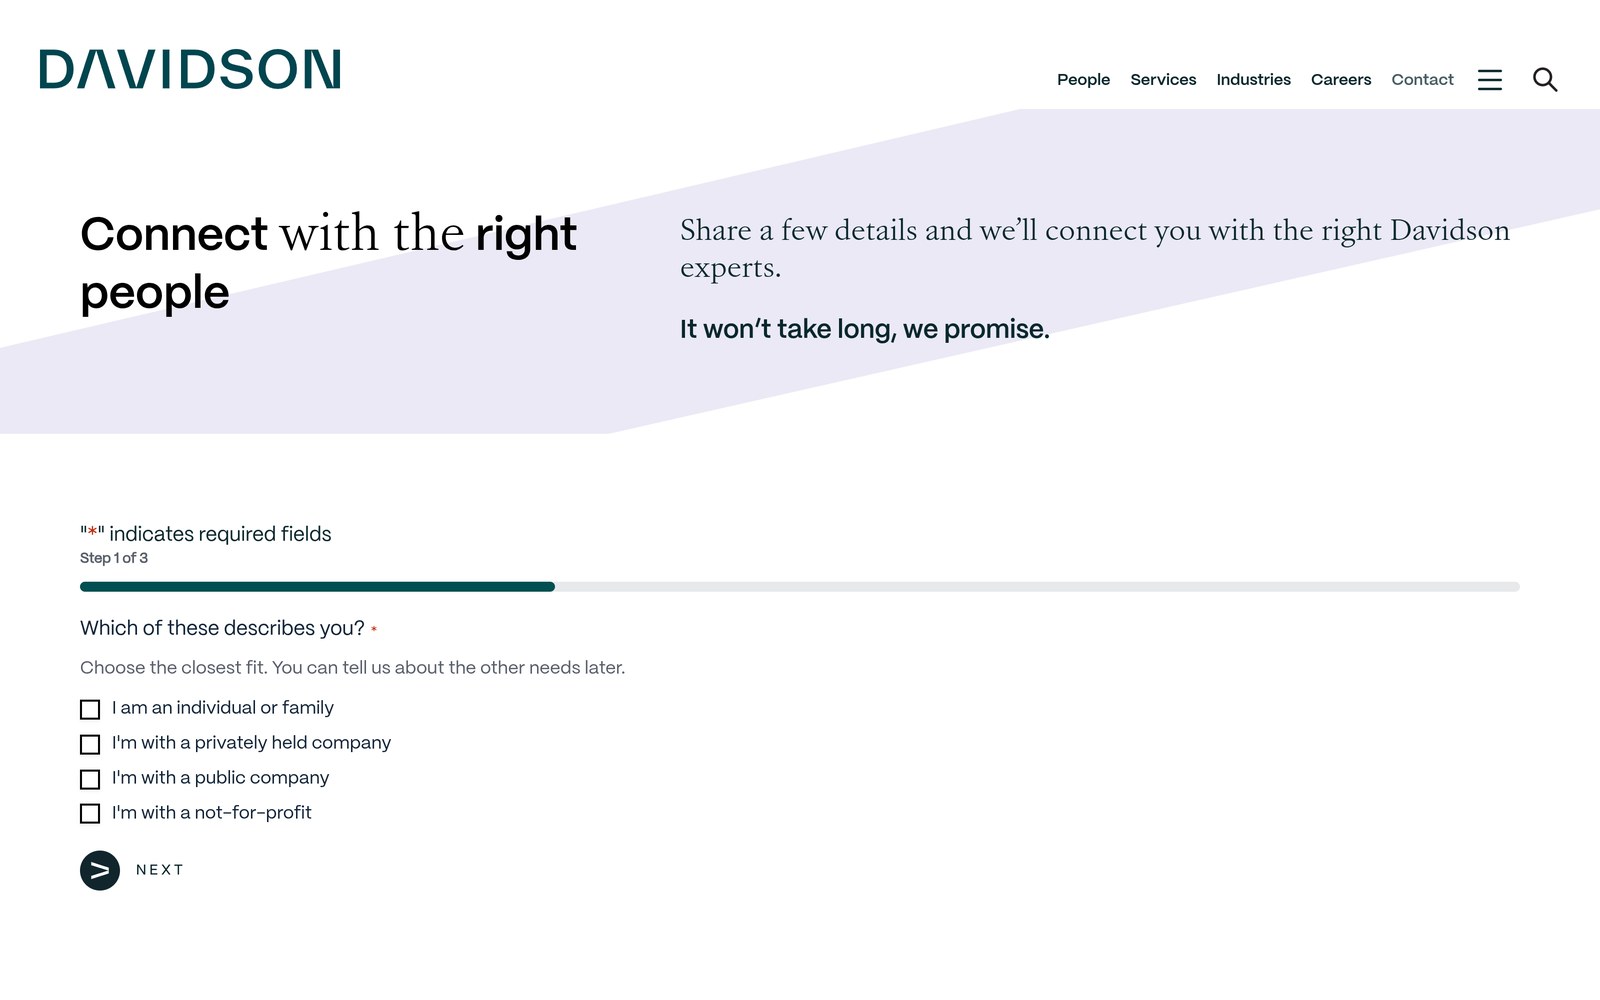 DAVIDSON
People Services Industries Careers Contact
Connect with the right
people
Share a few details and we’ll connect you with the right Davidson
experts.
It won’t take long, we promise.
"*" indicates required fields
Step 1 of 3
Which of these describes you? *
Choose the closest fit. You can tell us about the other needs later.
I am an individual or family
I'm with a privately held company
I'm with a public company
I'm with a not-for-profit
NEXT